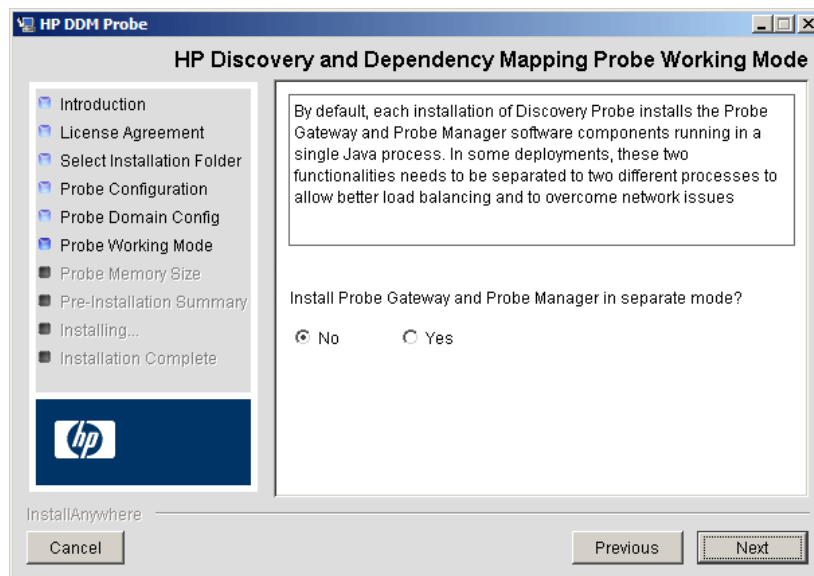 HP DDM Probe
HP Discovery and Dependency Mapping Probe Working Mode
Introduction
License Agreement
Select Installation Folder
Probe Configuration
Probe Domain Config
Probe Working Mode
Probe Memory Size
Pre-Installation Summary
Installing...
Installation Complete
hp
By default, each installation of Discovery Probe installs the Probe
Gateway and Probe Manager software components running in a
single Java process. In some deployments, these two
functionalities needs to be separated to two different processes to
allow better load balancing and to overcome network issues
Install Probe Gateway and Probe Manager in separate mode?
No Yes
InstallAnywhere
Cancel Previous Next